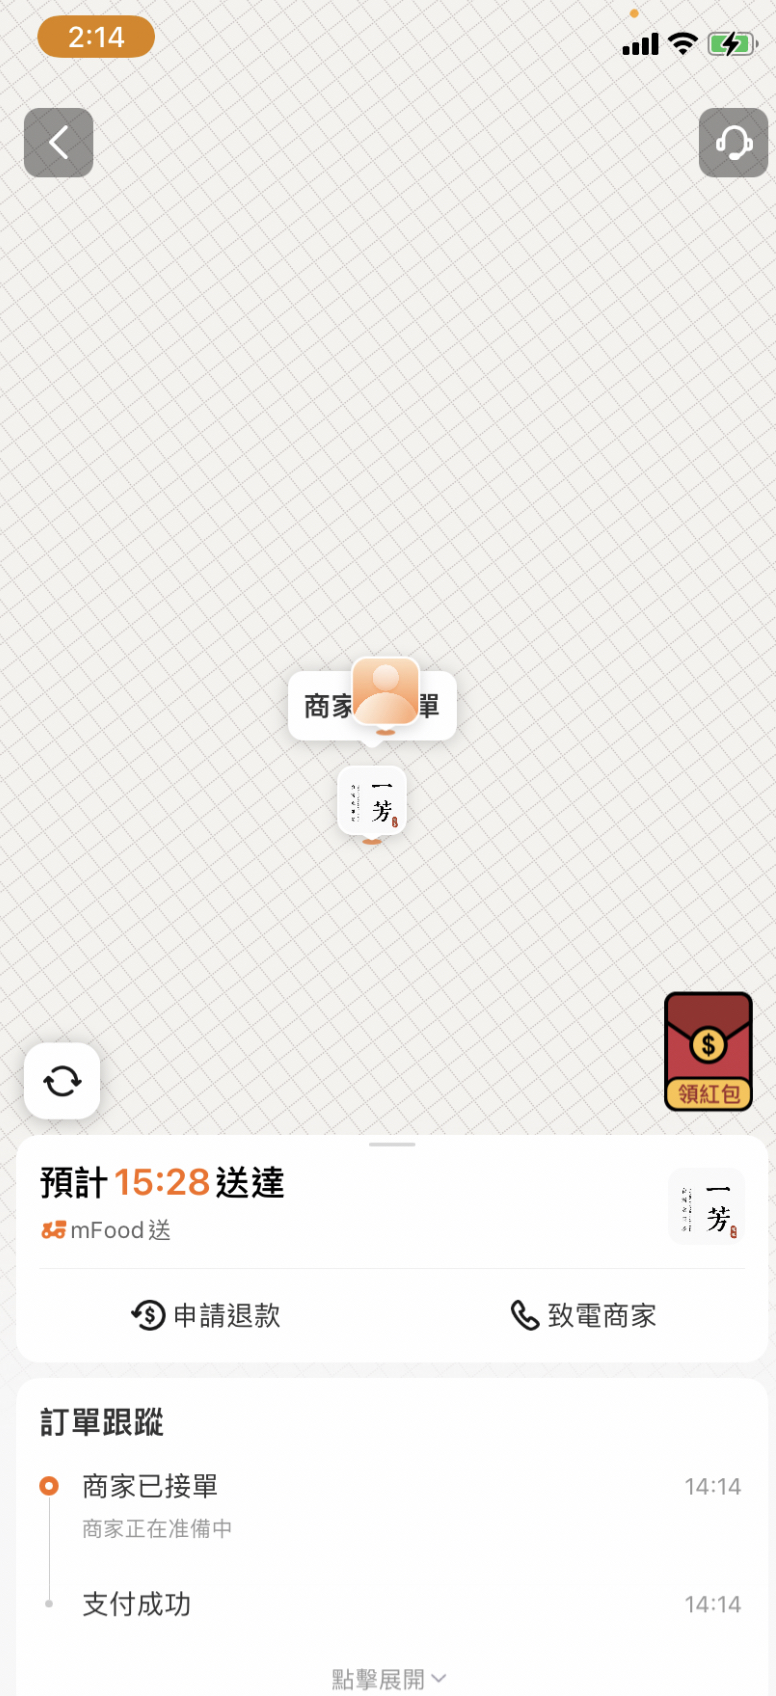 2:14
商家
單
一芳
領紅包
預計15:28送達
mFood送
一芳
申請退款
致電商家
訂單跟蹤
商家已接單 14:14
商家正在准備中
支付成功 14:14
點擊展開